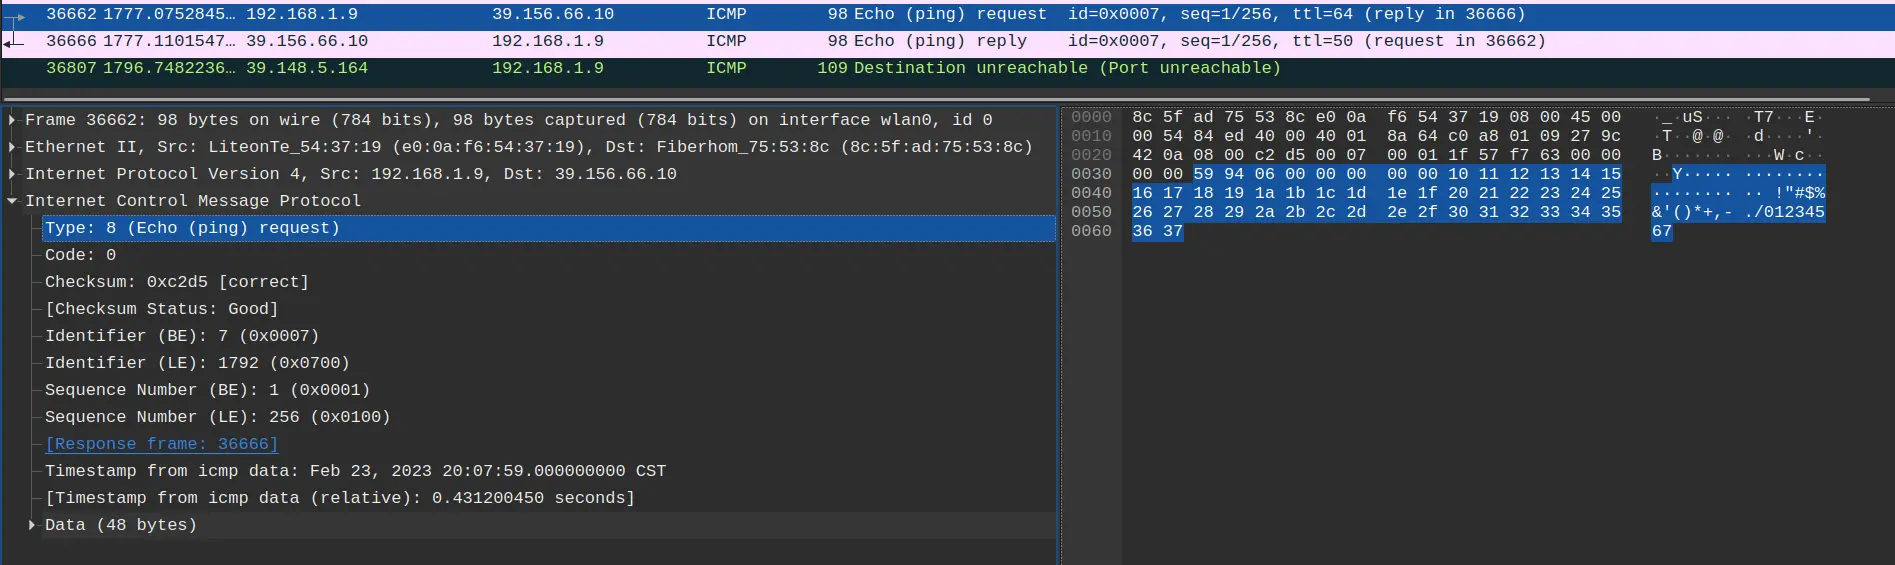 36662 1777.0752845… 192.168.1.9 39.156.66.10 ICMP 98 Echo (ping) request id=0x0007, seq=1/256, ttl=64 (reply in 36666)
36666 1777.1101547… 39.156.66.10 192.168.1.9 ICMP 98 Echo (ping) reply id=0x0007, seq=1/256, ttl=50 (request in 36662)
36807 1796.7482236… 39.148.5.164 192.168.1.9 ICMP 109 Destination unreachable (Port unreachable)
Frame 36662: 98 bytes on wire (784 bits), 98 bytes captured (784 bits) on interface wlan0, id 0
Ethernet II, Src: LiteonTe_54:37:19 (e0:0a:f6:54:37:19), Dst: Fiberhom_75:53:8c (8c:5f:ad:75:53:8c)
Internet Protocol Version 4, Src: 192.168.1.9, Dst: 39.156.66.10
Internet Control Message Protocol
Type: 8 (Echo (ping) request)
Code: 0
Checksum: 0xc2d5 [correct]
[Checksum Status: Good]
Identifier (BE): 7 (0x0007)
Identifier (LE): 1792 (0x0700)
Sequence Number (BE): 1 (0x0001)
Sequence Number (LE): 256 (0x0100)
[Response frame: 36666]
Timestamp from icmp data: Feb 23, 2023 20:07:59.000000000 CST
[Timestamp from icmp data (relative): 0.431200450 seconds]
Data (48 bytes)
0000 8c 5f ad 75 53 8c e0 0a f6 54 37 19 08 00 45 00 ·_·uS··· ·T7···E·
0010 00 54 84 ed 40 00 40 01 8a 64 c0 a8 01 09 27 9c ·T··@·@· ·d····'·
0020 42 0a 08 00 c2 d5 00 07 00 01 1f 57 f7 63 00 00 B······· ···W·c··
0030 00 00 59 94 06 00 00 00 00 00 10 11 12 13 14 15 ··Y····· ········
0040 16 17 18 19 1a 1b 1c 1d 1e 1f 20 21 22 23 24 25 ········ ·· !"#$%
0050 26 27 28 29 2a 2b 2c 2d 2e 2f 30 31 32 33 34 35 &'()*+,- ./012345
0060 36 37 67